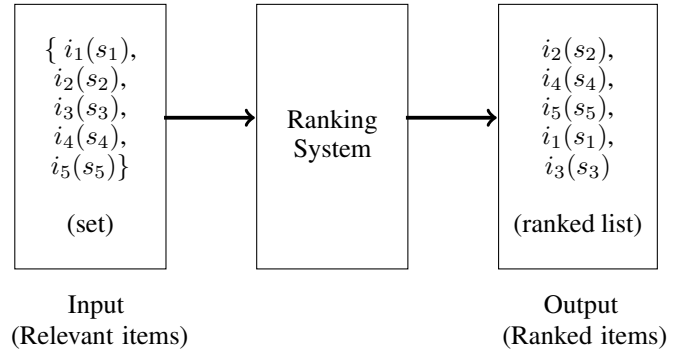 { i₁(s₁),
i₂(s₂),
i₃(s₃),
i₄(s₄),
i₅(s₅)}
(set)
Input
(Relevant items)
Ranking
System
i₂(s₂),
i₄(s₄),
i₅(s₅),
i₁(s₁),
i₃(s₃)
(ranked list)
Output
(Ranked items)